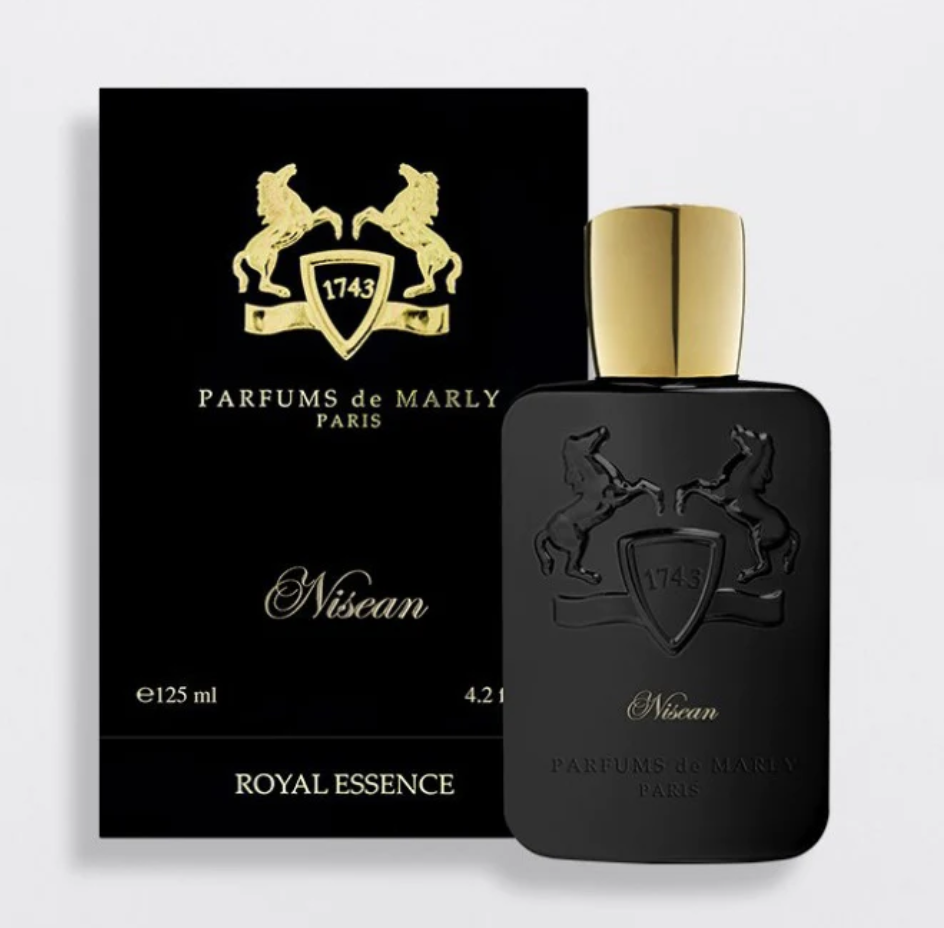 1743
PARFUMS de MARLY
PARIS
Nisean
℮125 ml
4.2
ROYAL ESSENCE
1743
Nisean
PARFUMS de MARLY
PARIS